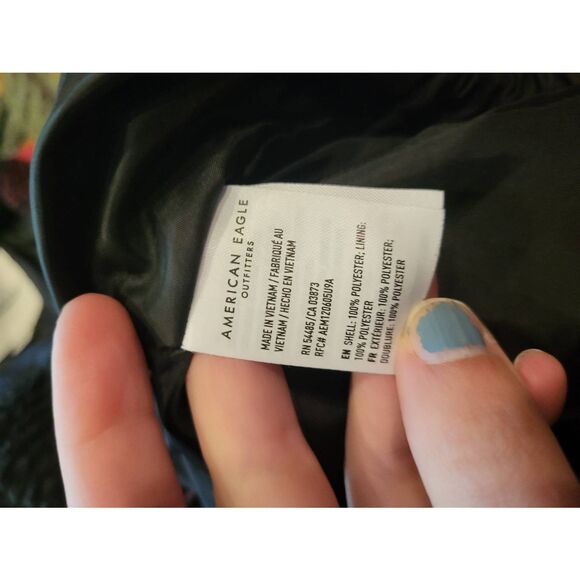 AMERICAN EAGLE
OUTFITTERS
MADE IN VIETNAM / FABRIQUÉ AU
VIETNAM / HECHO EN VIETNAM
RN 54485/CA 03873
RFC# AEM120605U9A
EN SHELL: 100% POLYESTER; LINING:
100% POLYESTER
FR EXTÉRIEUR: 100% POLYESTER;
DOUBLURE: 100% POLYESTER